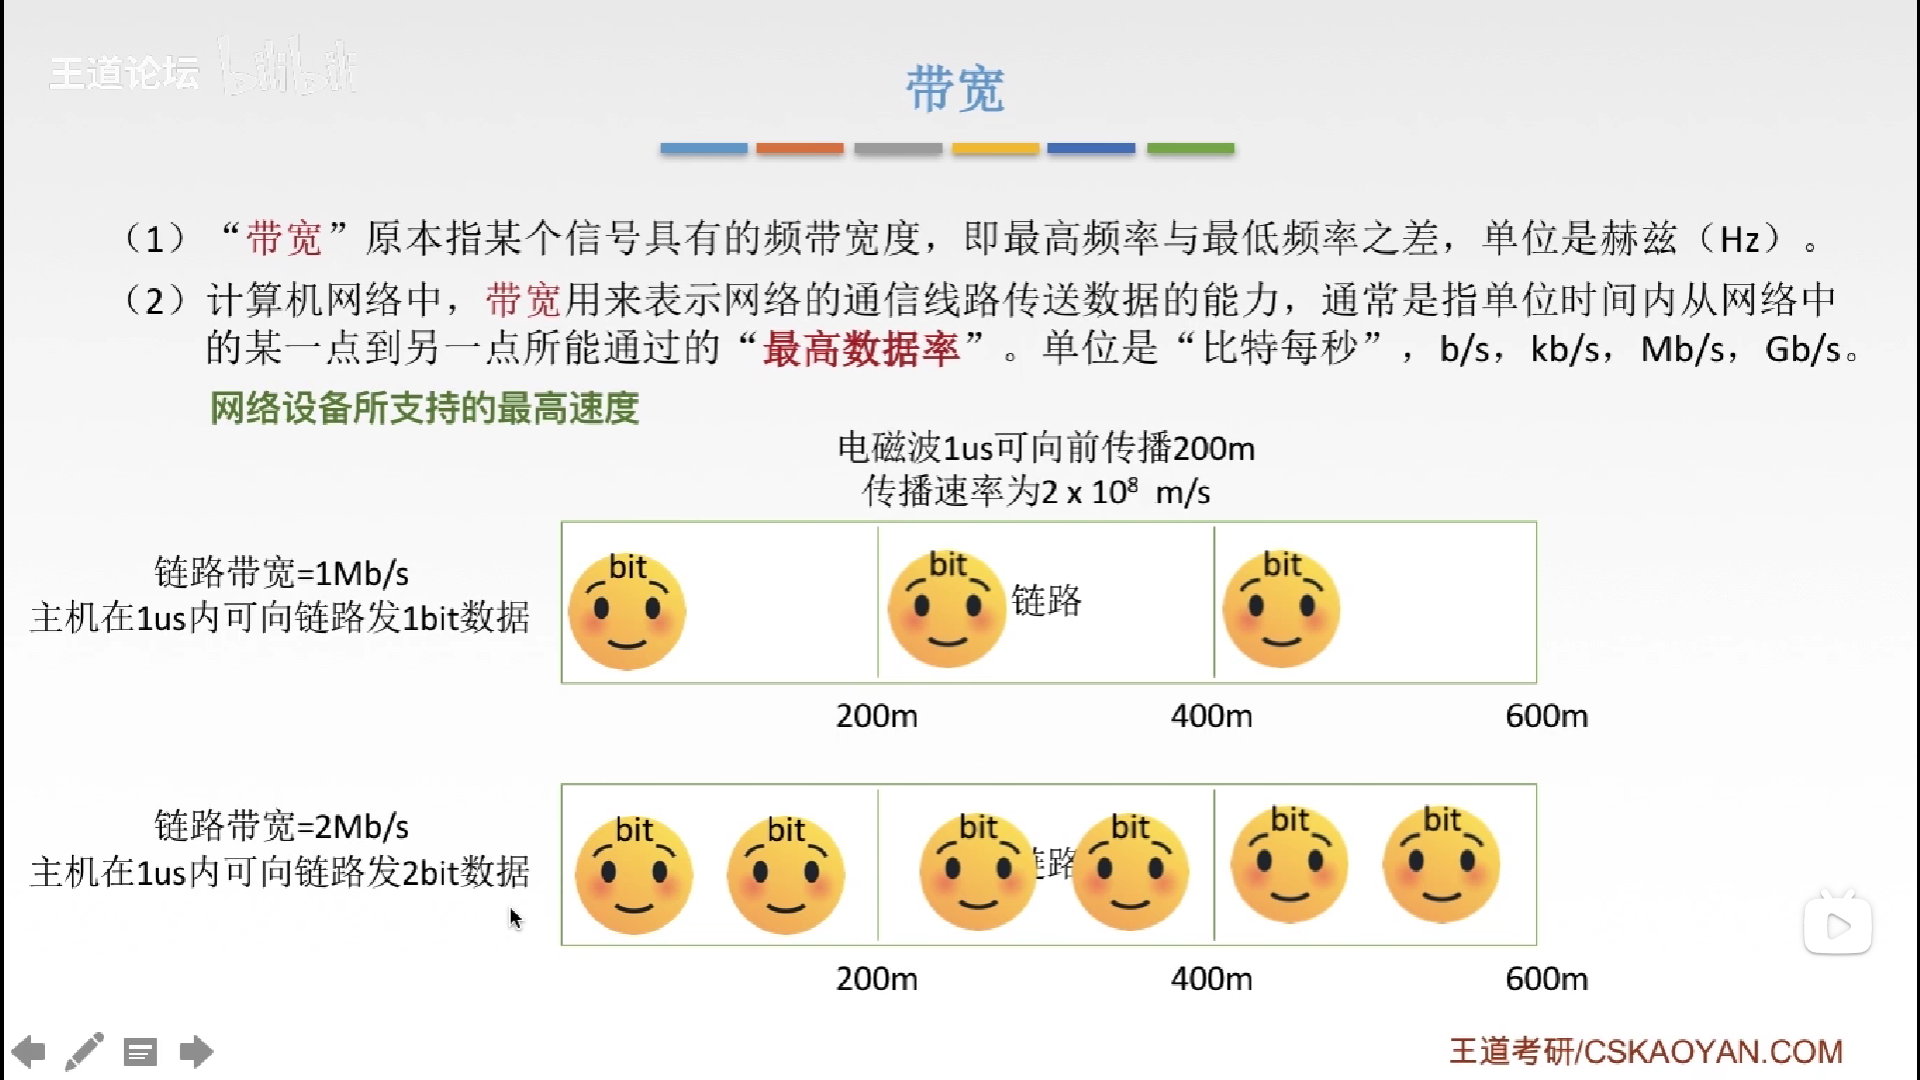 王道论坛 bilibili
带宽
（1）“带宽”原本指某个信号具有的频带宽度，即最高频率与最低频率之差，单位是赫兹（Hz）。
（2）计算机网络中，带宽用来表示网络的通信线路传送数据的能力，通常是指单位时间内从网络中
的某一点到另一点所能通过的“最高数据率”。单位是“比特每秒”，b/s，kb/s，Mb/s，Gb/s。
网络设备所支持的最高速度
电磁波1us可向前传播200m
传播速率为2 x 10⁸ m/s
链路带宽=1Mb/s
主机在1us内可向链路发1bit数据
bit bit 链路 bit
200m 400m 600m
链路带宽=2Mb/s
主机在1us内可向链路发2bit数据
bit bit bit 路 bit bit bit
200m 400m 600m
王道考研/CSKAOYAN.COM